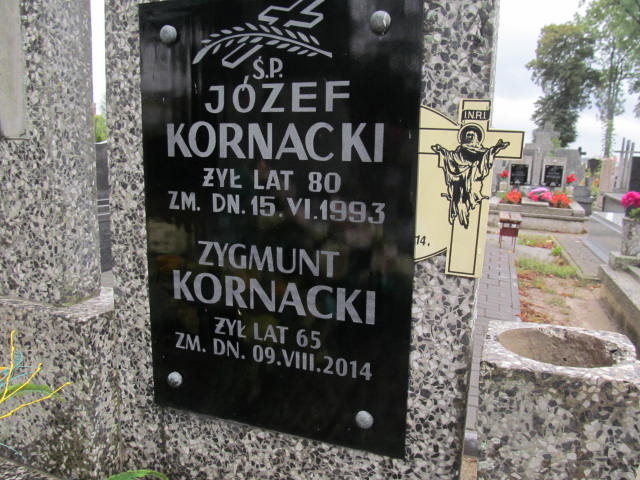 Ś.P.
JÓZEF
KORNACKI
ŻYŁ LAT 80
ZM. DN. 15.VI.1993
ZYGMUNT
KORNACKI
ŻYŁ LAT 65
ZM. DN. 09.VIII.2014
I.N.R.I
14.